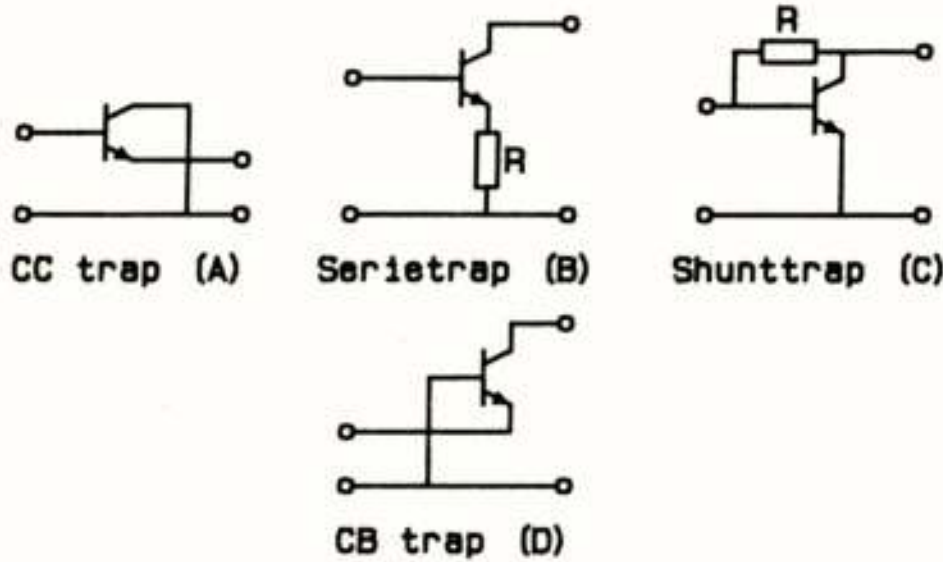 R
R
CC trap (A)
Serietrap (B)
Shunttrap (C)
CB trap (D)